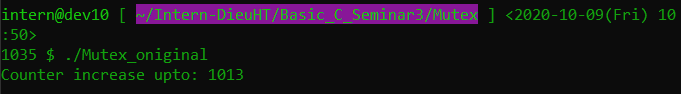 intern@dev10 [ ~/Intern-DieuHT/Basic_C_Seminar3/Mutex ] <2020-10-09(Fri) 10
:50>
1035 $ ./Mutex_oniginal
Counter increase upto: 1013